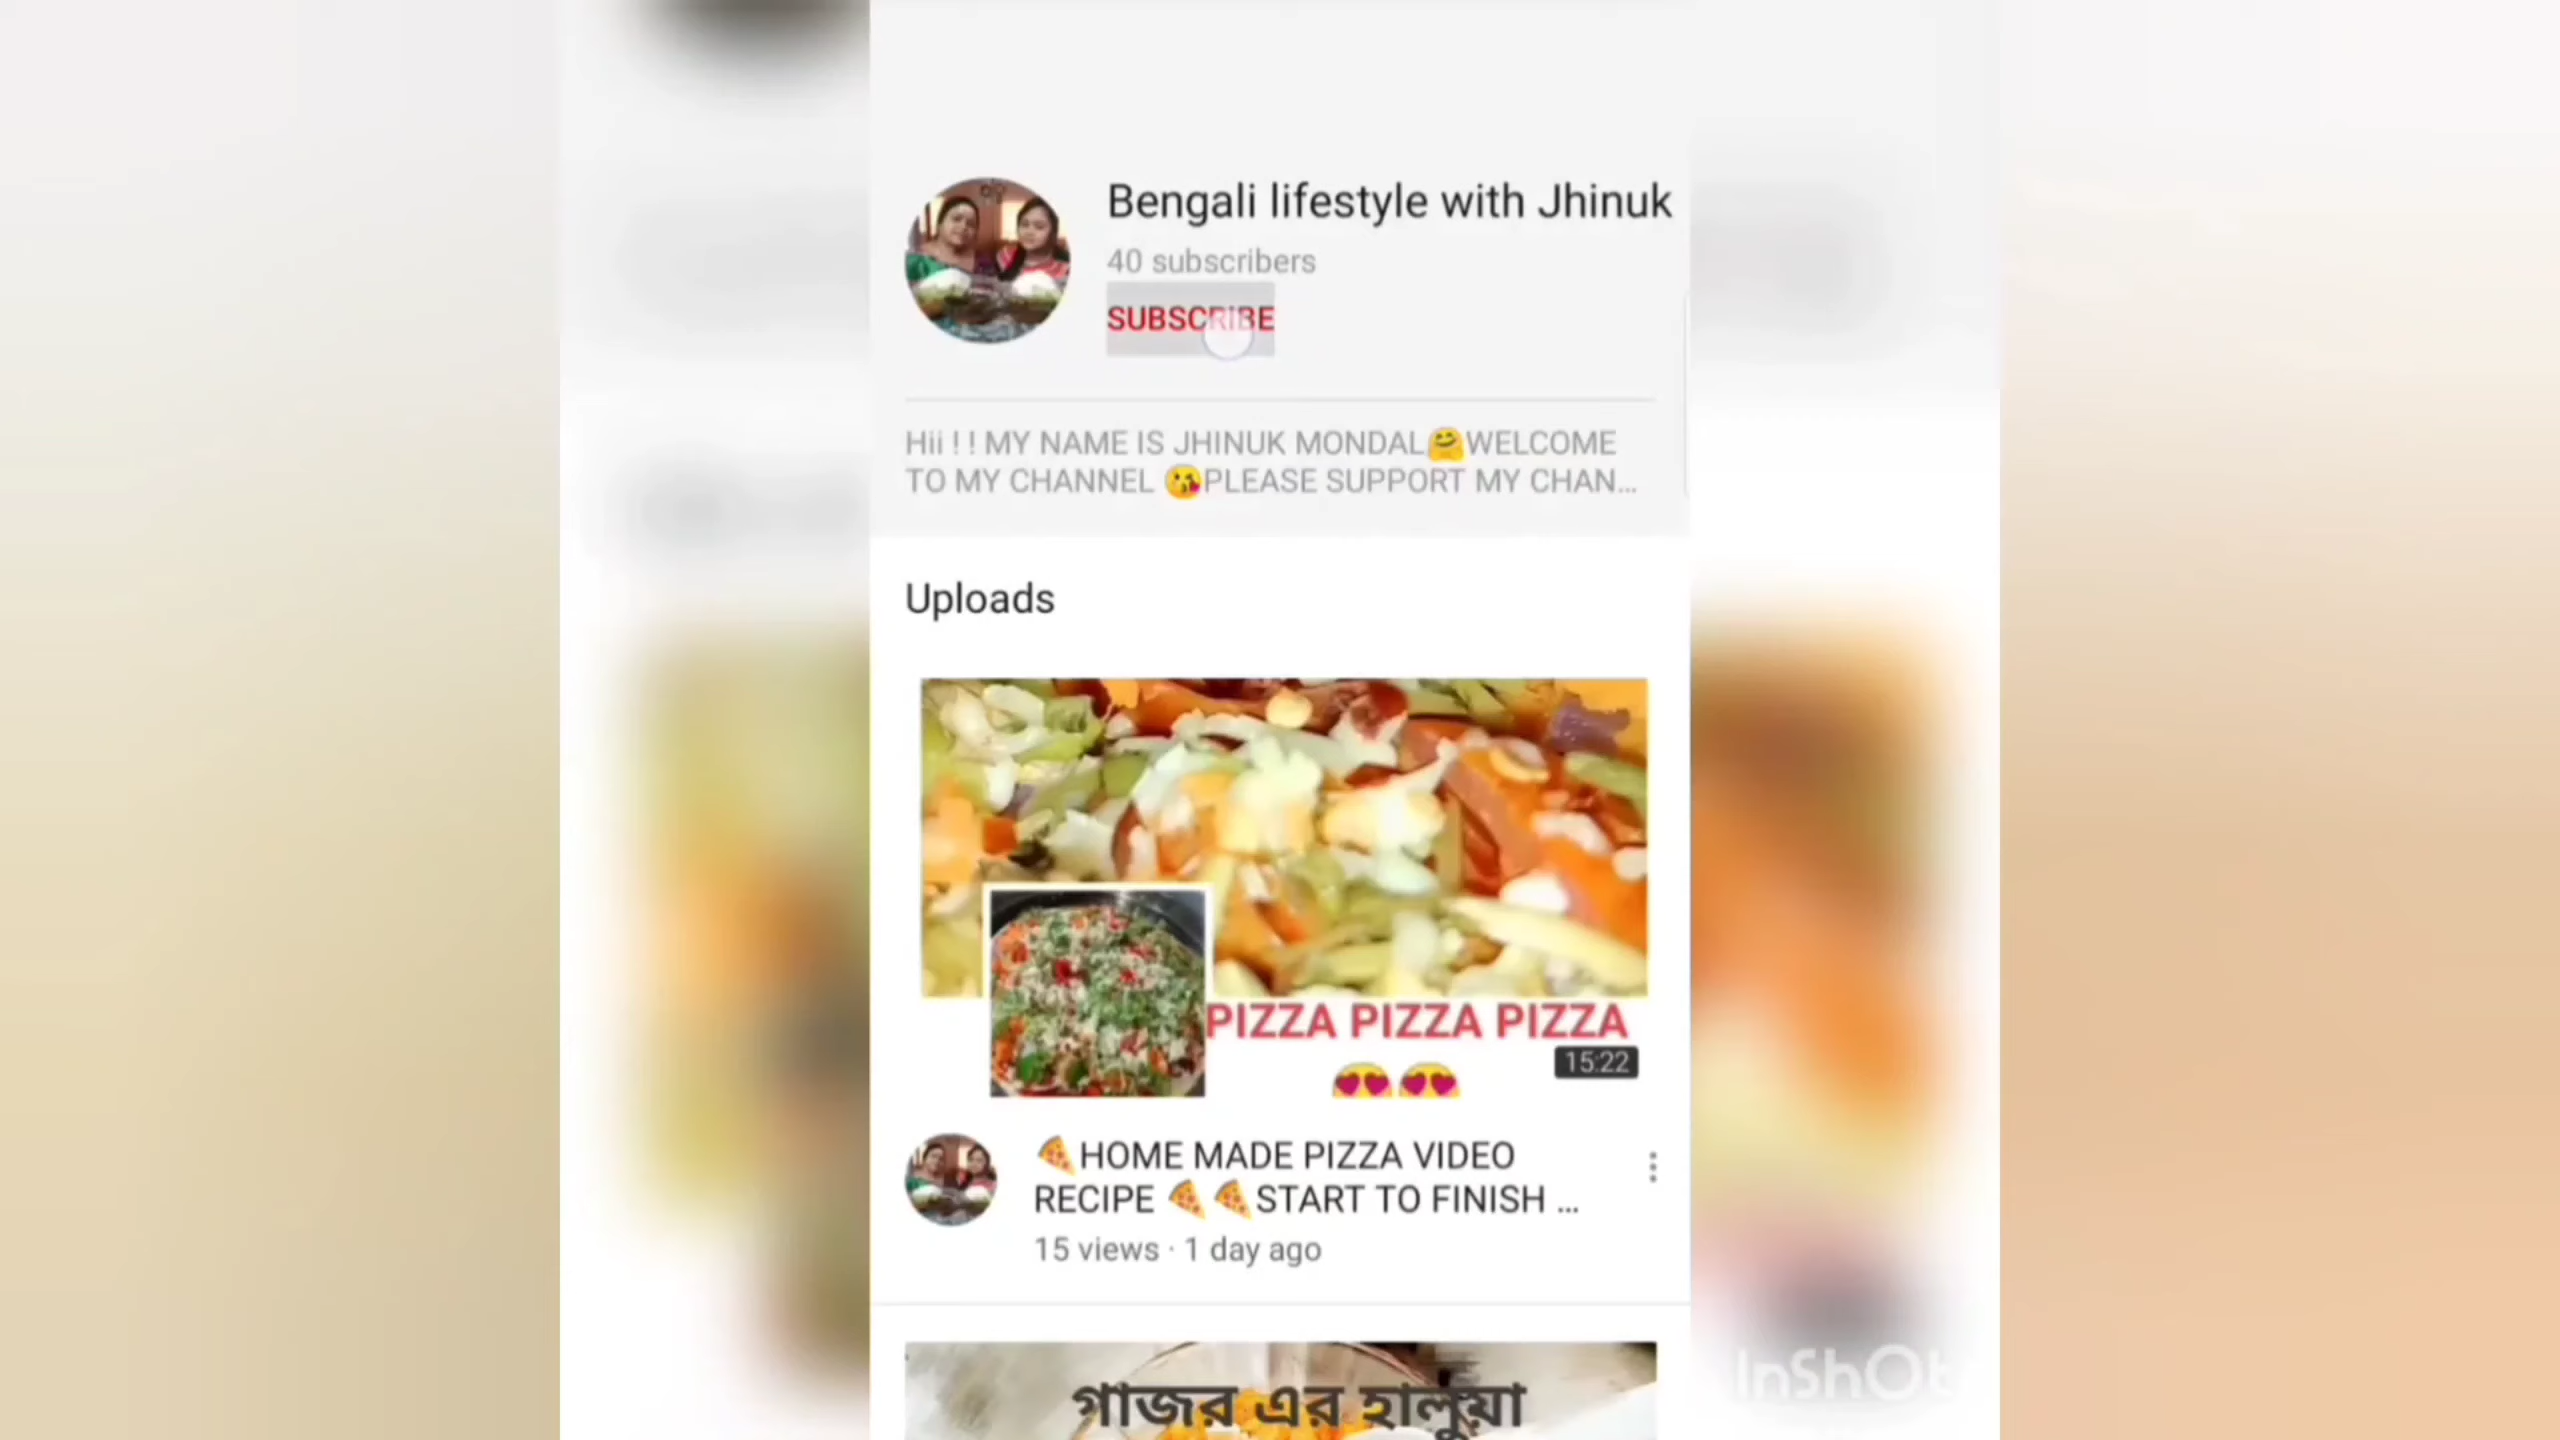 Bengali lifestyle with Jhinuk
40 subscribers
SUBSCRIBE
Hii ! ! MY NAME IS JHINUK MONDAL🤗WELCOME
TO MY CHANNEL 😘PLEASE SUPPORT MY CHAN...
Uploads
PIZZA PIZZA PIZZA
😍😍
15:22
🍕HOME MADE PIZZA VIDEO
RECIPE 🍕🍕START TO FINISH ...
15 views · 1 day ago
গাজর এর হালুয়া
InShOt